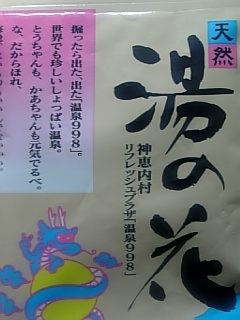 天然
湯の花
神恵内村
リフレッシュプラザ「温泉998」
掘ったら出た、出た「温泉998」。
世界でも珍しいしょっぱい温泉。
とうちゃんも、かあちゃんも元気でるべ。
な、だからほれ、